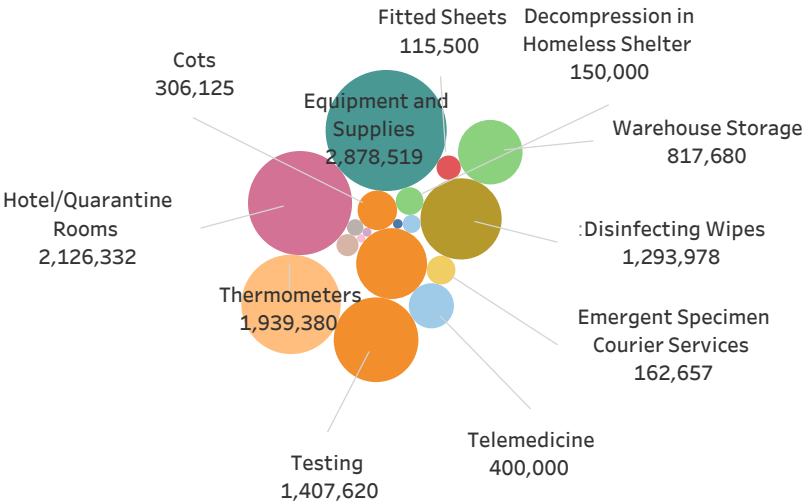 Fitted Sheets
115,500
Decompression in
Homeless Shelter
150,000
Cots
306,125
Equipment and
Supplies
2,878,519
Warehouse Storage
817,680
Hotel/Quarantine
Rooms
2,126,332
:Disinfecting Wipes
1,293,978
Thermometers
1,939,380
Emergent Specimen
Courier Services
162,657
Telemedicine
400,000
Testing
1,407,620